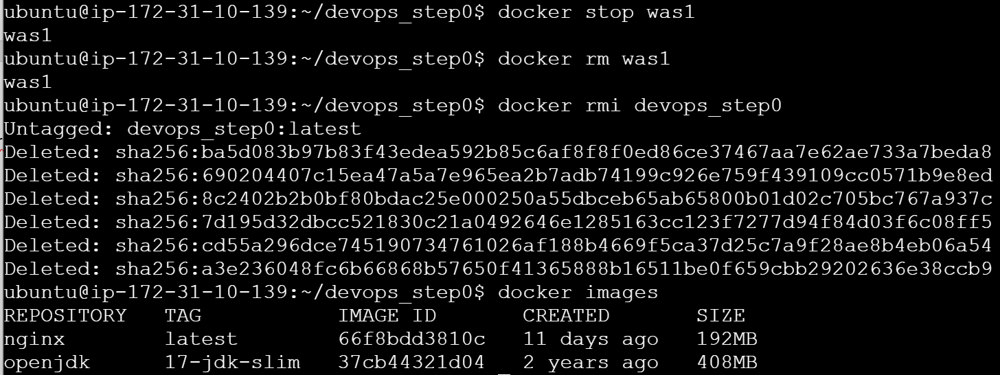 ubuntu@ip-172-31-10-139:~/devops_step0$ docker stop was1
was1
ubuntu@ip-172-31-10-139:~/devops_step0$ docker rm was1
was1
ubuntu@ip-172-31-10-139:~/devops_step0$ docker rmi devops_step0
Untagged: devops_step0:latest
Deleted: sha256:ba5d083b97b83f43edea592b85c6af8f8f0ed86ce37467aa7e62ae733a7beda8
Deleted: sha256:690204407c15ea47a5a7e965ea2b7adb74199c926e759f439109cc0571b9e8ed
Deleted: sha256:8c2402b2b0bf80bdac25e000250a55dbceb65ab65800b01d02c705bc767a937c
Deleted: sha256:7d195d32dbcc521830c21a0492646e1285163cc123f7277d94f84d03f6c08ff5
Deleted: sha256:cd55a296dce745190734761026af188b4669f5ca37d25c7a9f28ae8b4eb06a54
Deleted: sha256:a3e236048fc6b66868b57650f41365888b16511be0f659cbb29202636e38ccb9
ubuntu@ip-172-31-10-139:~/devops_step0$ docker images
REPOSITORY   TAG           IMAGE ID       CREATED       SIZE
nginx        latest        66f8bdd3810c   11 days ago   192MB
openjdk      17-jdk-slim   37cb44321d04   2 years ago   408MB